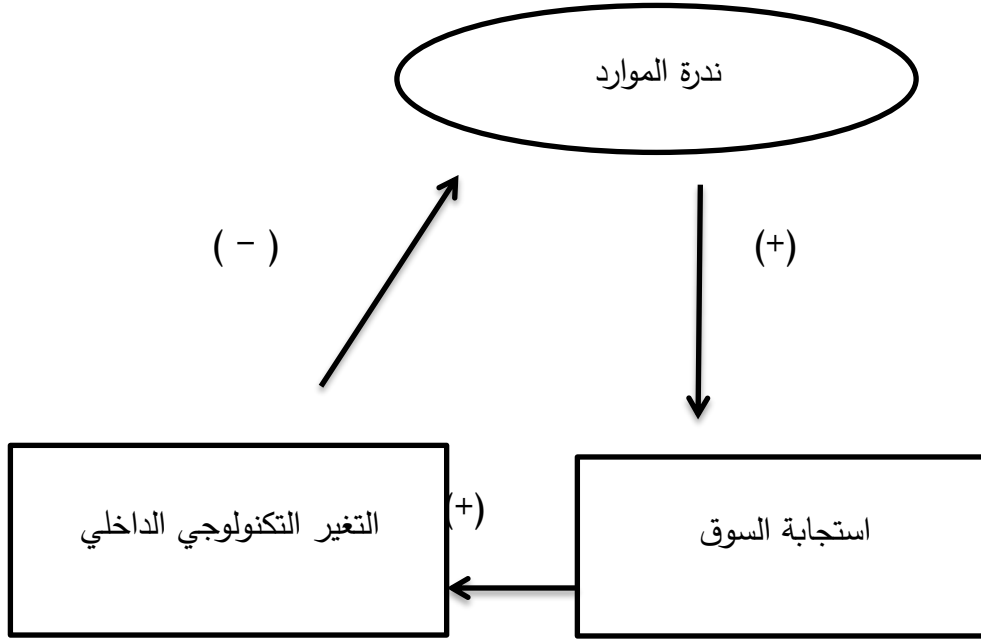 ندرة الموارد
(+)
( - )
استجابة السوق
(+)
التغير التكنولوجي الداخلي